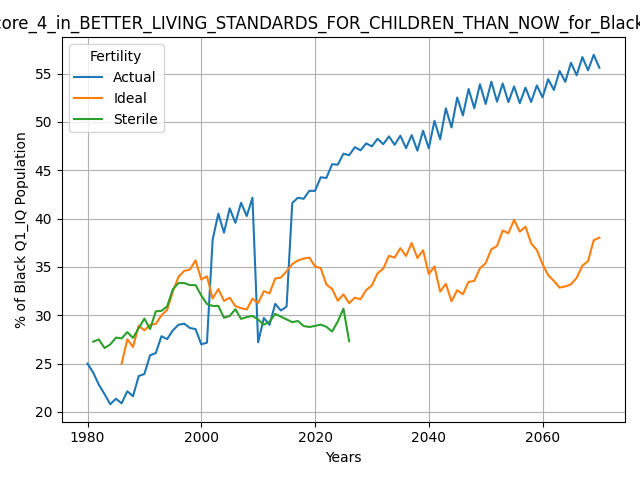 core_4_in_BETTER_LIVING_STANDARDS_FOR_CHILDREN_THAN_NOW_for_Black
Fertility
Actual
Ideal
Sterile
% of Black Q1_IQ Population
55
50
45
40
35
30
25
20
1980
2000
2020
2040
2060
Years